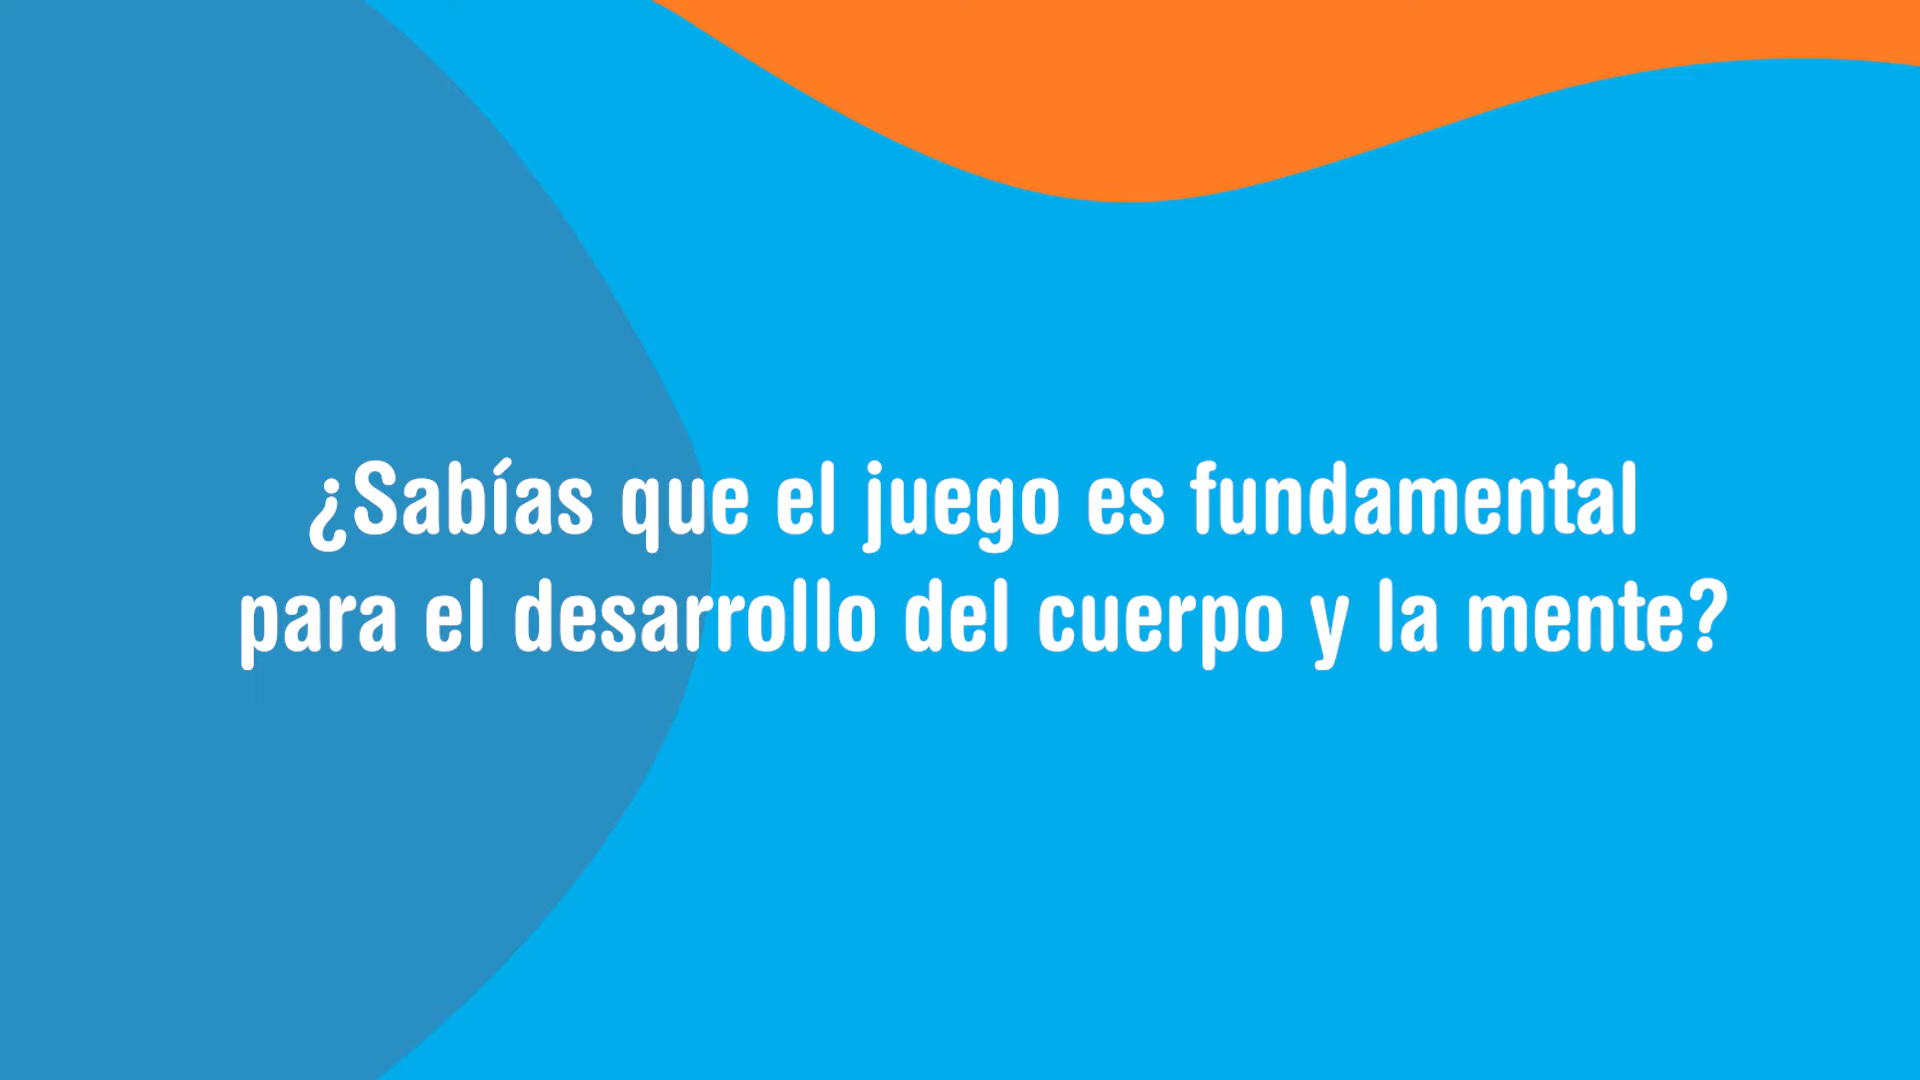 ¿Sabías que el juego es fundamental
para el desarrollo del cuerpo y la mente?